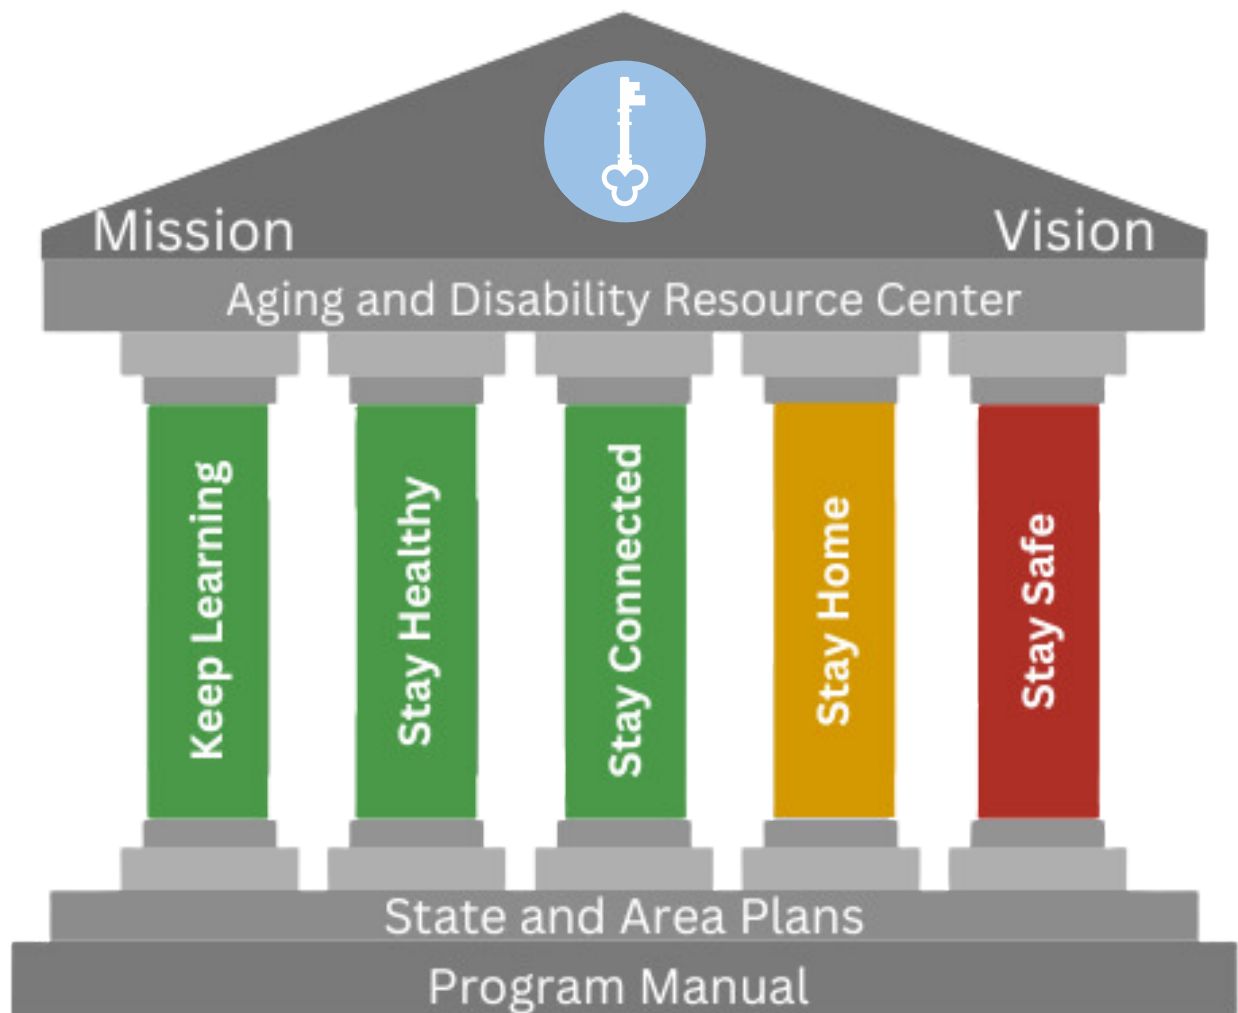 Mission
Vision
Aging and Disability Resource Center
Keep Learning
Stay Healthy
Stay Connected
Stay Home
Stay Safe
State and Area Plans
Program Manual